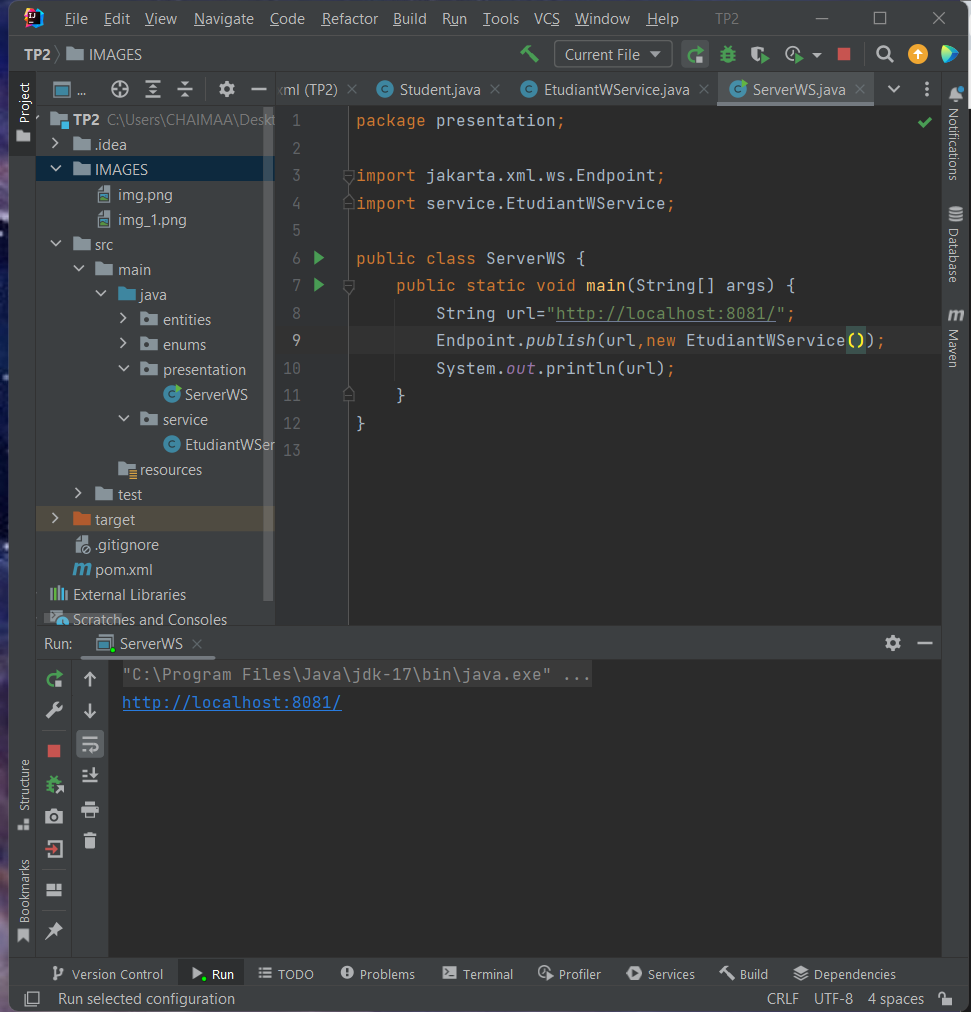 File Edit View Navigate Code Refactor Build Run Tools VCS Window Help TP2
TP2 IMAGES Current File
Project
... xml (TP2) Student.java EtudiantWService.java ServerWS.java
TP2 C:\Users\CHAIMAA\Deskt
.idea
IMAGES
img.png
img_1.png
src
main
java
entities
enums
presentation
ServerWS
service
EtudiantWSer
resources
test
target
.gitignore
pom.xml
External Libraries
Scratches and Consoles
1 package presentation;
2
3 import jakarta.xml.ws.Endpoint;
4 import service.EtudiantWService;
5
6 public class ServerWS {
7 public static void main(String[] args) {
8 String url="http://localhost:8081/";
9 Endpoint.publish(url,new EtudiantWService());
10 System.out.println(url);
11 }
12 }
13
Notifications
Database
Maven
Run: ServerWS
"C:\Program Files\Java\jdk-17\bin\java.exe" ...
http://localhost:8081/
Structure
Bookmarks
Version Control Run TODO Problems Terminal Profiler Services Build Dependencies
Run selected configuration CRLF UTF-8 4 spaces